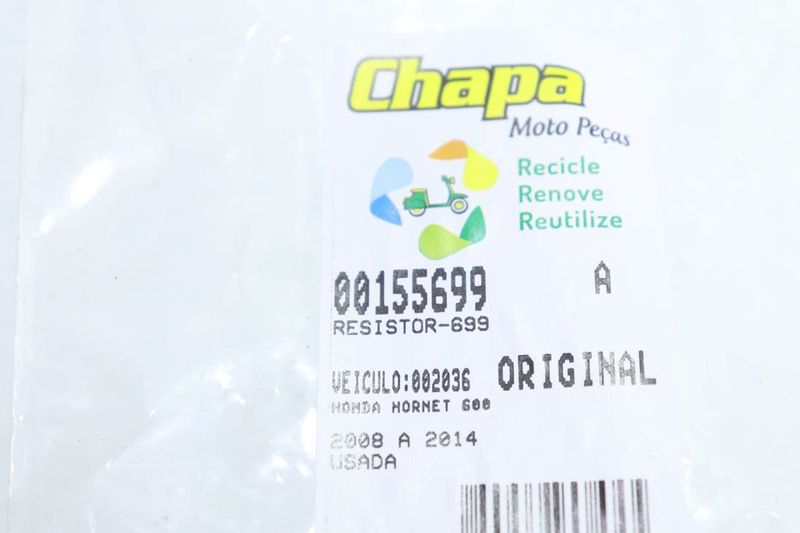 Chapa
Moto Peças
Recicle
Renove
Reutilize
00155699 A
RESISTOR-699
VEICULO:002036 ORIGINAL
HONDA HORNET 600
2008 A 2014
USADA